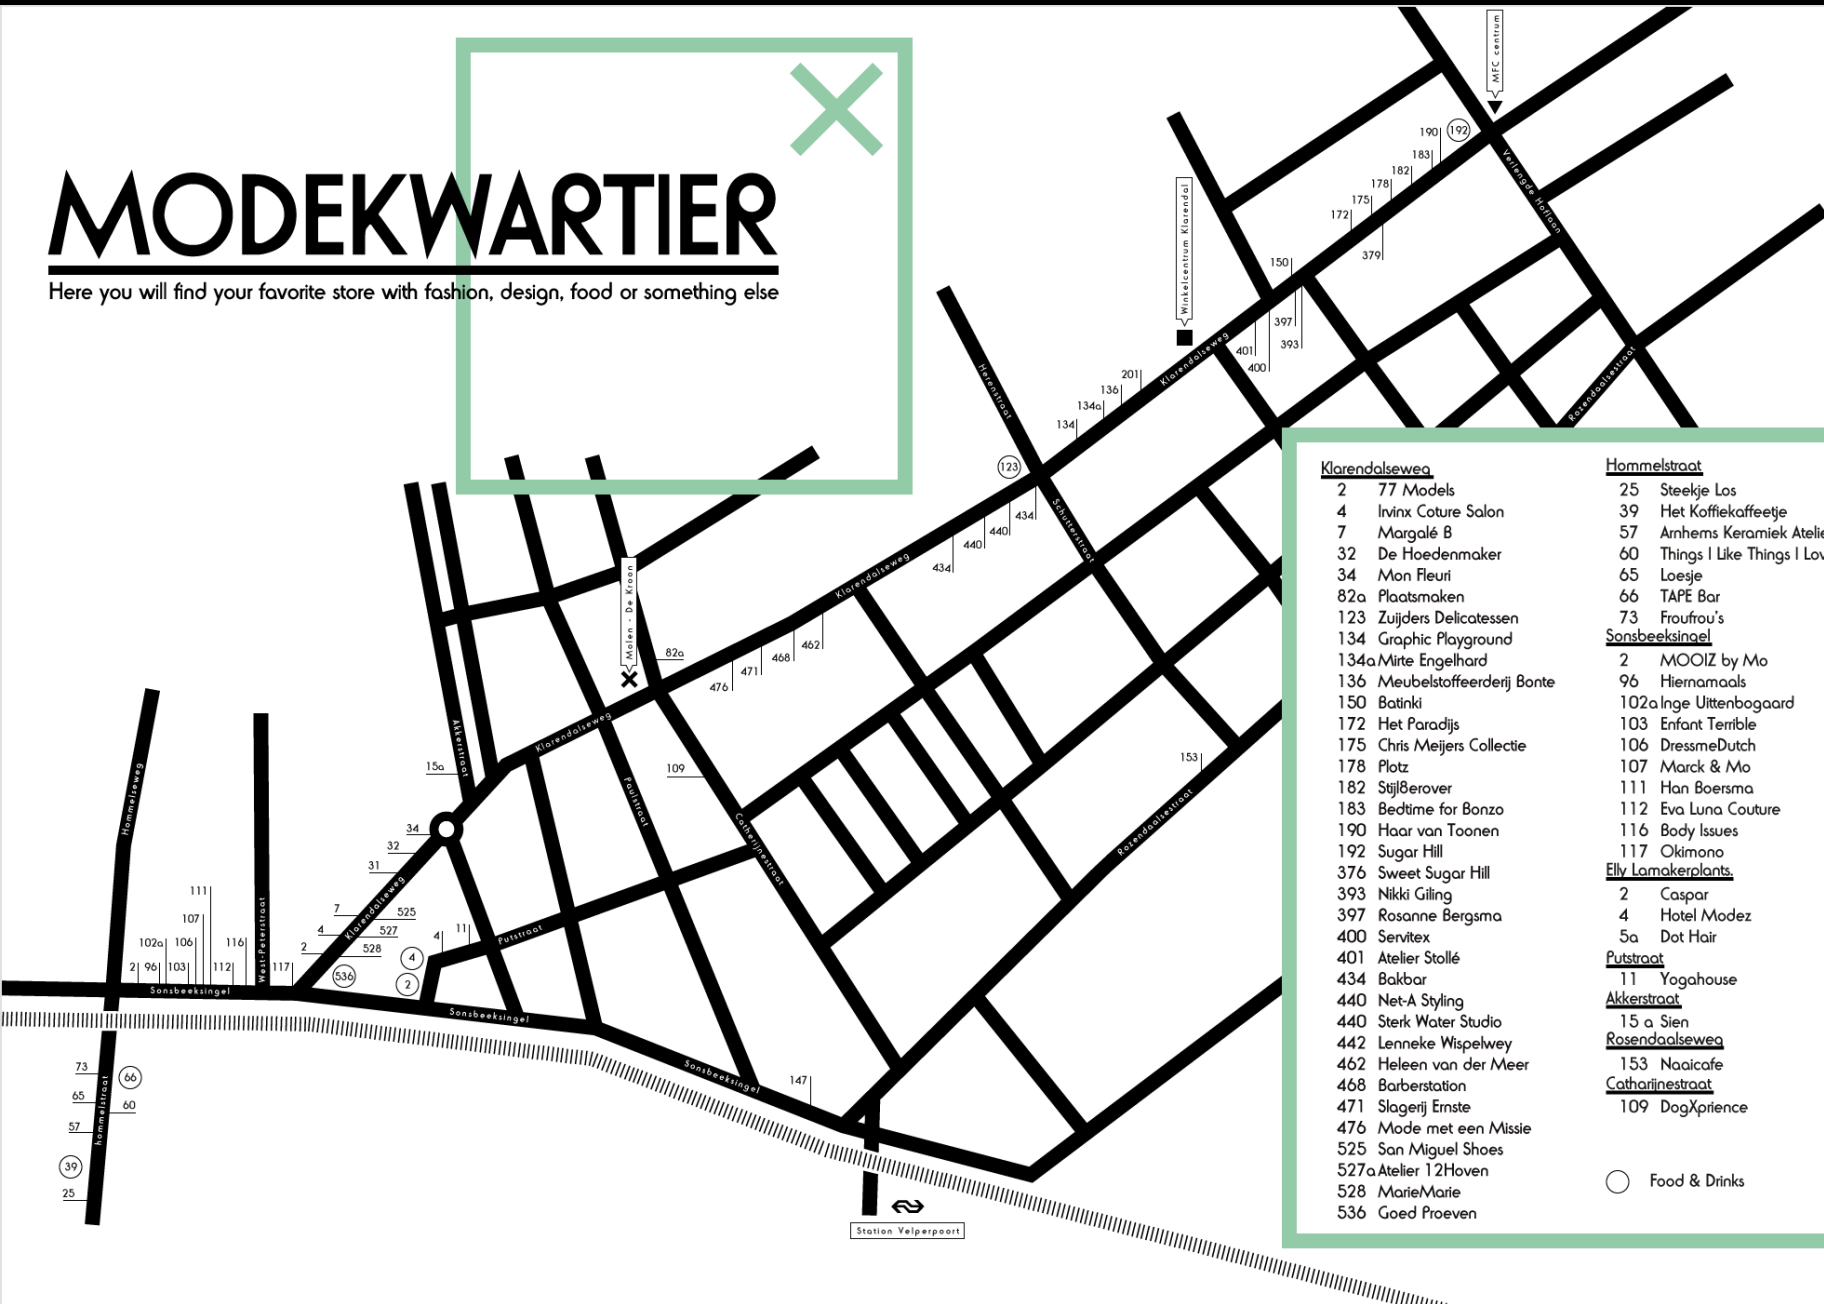 MODEKWARTIER
Here you will find your favorite store with fashion, design, food or something else
MFC centrum
190
192
183
182
178
175
172
379
Verlengde Hoflaan
Winkelcentrum Klarendal
150
397
393
401
400
Klarendalseweg
Rozendaalsestraat
Herenstraat
201
136
134a
134
123
434
440
440
434
Schutterstraat
Klarendalseweg
462
468
471
476
Molen - De Kroon
82a
Klarendalseweg
Akkerstraat
15a
109
Paulstraat
Catherijnestraat
153
Rozendaalsestraat
Hommelseweg
34
32
31
7
4
2
Klarendalseweg
525
527
528
536
4
11
Putstraat
4
2
111
107
102a
106
116
2
96
103
112
117
West-Peterstraat
Sonsbeeksingel
Sonsbeeksingel
Sonsbeeksingel
147
73
66
65
60
57
39
25
hommelstraat
Station Velperpoort
Klarendalseweg
2 77 Models
4 Irvinx Coture Salon
7 Margalé B
32 De Hoedenmaker
34 Mon Fleuri
82a Plaatsmaken
123 Zuijders Delicatessen
134 Graphic Playground
134a Mirte Engelhard
136 Meubelstoffeerderij Bonte
150 Batinki
172 Het Paradijs
175 Chris Meijers Collectie
178 Plotz
182 Stijl8erover
183 Bedtime for Bonzo
190 Haar van Toonen
192 Sugar Hill
376 Sweet Sugar Hill
393 Nikki Giling
397 Rosanne Bergsma
400 Servitex
401 Atelier Stollé
434 Bakbar
440 Net-A Styling
440 Sterk Water Studio
442 Lenneke Wispelwey
462 Heleen van der Meer
468 Barberstation
471 Slagerij Ernste
476 Mode met een Missie
525 San Miguel Shoes
527a Atelier 12Hoven
528 MarieMarie
536 Goed Proeven
Hommelstraat
25 Steekje Los
39 Het Koffiekaffeetje
57 Arnhems Keramiek Atelie
60 Things I Like Things I Lov
65 Loesje
66 TAPE Bar
73 Froufrou's
Sonsbeeksingel
2 MOOIZ by Mo
96 Hiernamaals
102a Inge Uittenbogaard
103 Enfant Terrible
106 DressmeDutch
107 Marck & Mo
111 Han Boersma
112 Eva Luna Couture
116 Body Issues
117 Okimono
Elly Lamakerplants.
2 Caspar
4 Hotel Modez
5a Dot Hair
Putstraat
11 Yogahouse
Akkerstraat
15 a Sien
Rosendaalseweg
153 Naaicafe
Catharijnestraat
109 DogXprience
Food & Drinks